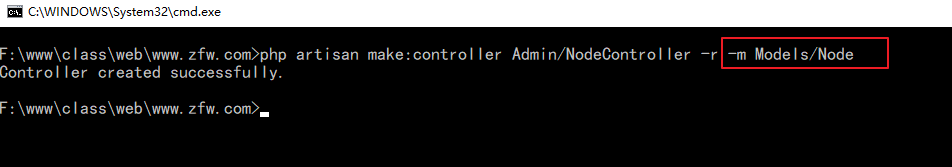 C:\WINDOWS\System32\cmd.exe
F:\www\class\web\www.zfw.com>php artisan make:controller Admin/NodeController -r -m Models/Node
Controller created successfully.
F:\www\class\web\www.zfw.com>